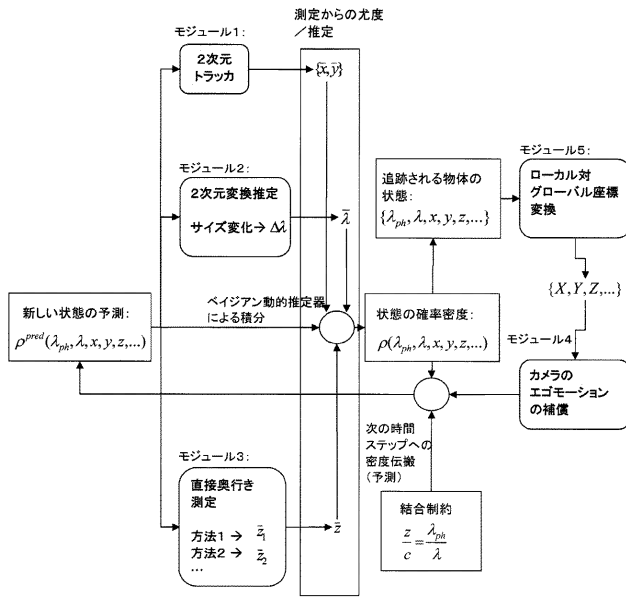 測定からの尤度
／推定
モジュール1:
2次元
トラッカ
{x̄,ȳ}
モジュール2:
2次元変換推定
サイズ変化→ Δλ
λ̄
モジュール5:
ローカル対
グローバル座標
変換
追跡される物体の
状態:
{λ_ph,λ,x,y,z,...}
{X,Y,Z,...}
新しい状態の予測:
ρ^pred(λ_ph,λ,x,y,z,...)
ベイジアン動的推定器
による積分
状態の確率密度:
ρ(λ_ph,λ,x,y,z,...)
モジュール4
カメラの
エゴモーション
の補償
次の時間
ステップへの
密度伝搬
(予測)
モジュール3:
直接奥行き
測定
方法1 → z̄₁
方法2 → z̄₂
...
z̄
結合制約
z/c = λ_ph/λ